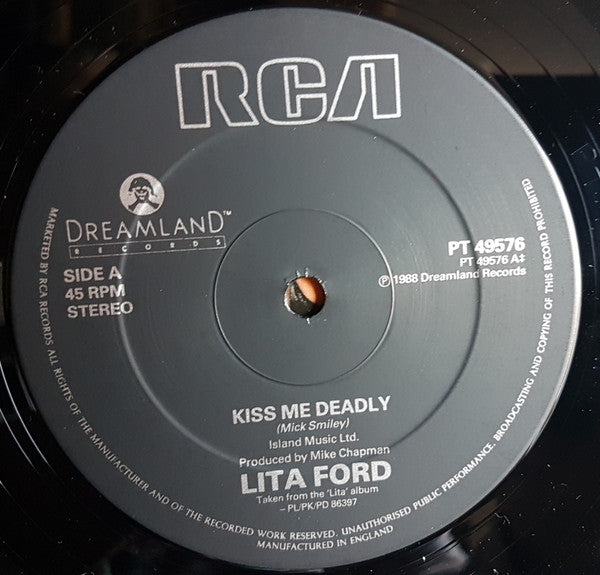 RCA
DREAMLAND™
RECORDS
SIDE A
45 RPM
STEREO
PT 49576
PT 49576 A‡
℗ 1988 Dreamland Records
KISS ME DEADLY
(Mick Smiley)
Island Music Ltd.
Produced by Mike Chapman
LITA FORD
Taken from the 'Lita' album
– PL/PK/PD 86397
MARKETED BY RCA RECORDS ALL RIGHTS OF THE MANUFACTURER AND OF THE RECORDED WORK RESERVED. UNAUTHORISED PUBLIC PERFORMANCE, BROADCASTING AND COPYING OF THIS RECORD PROHIBITED
MANUFACTURED IN ENGLAND